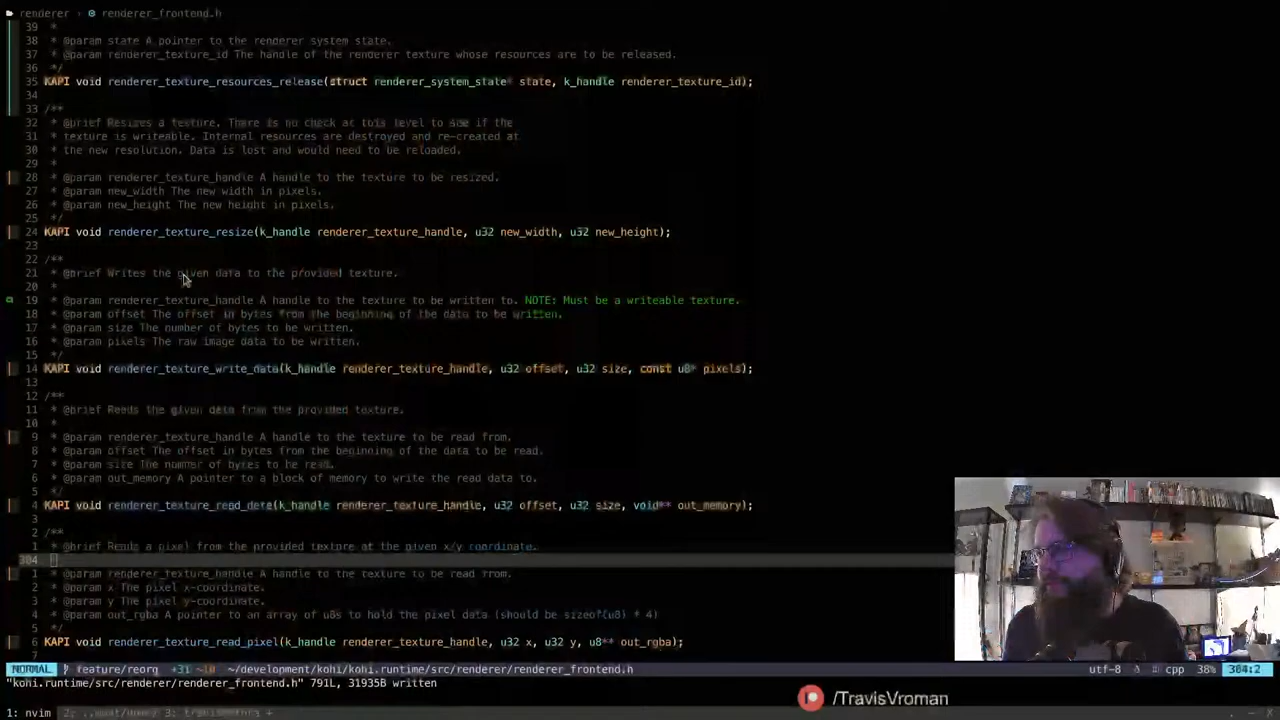 renderer > renderer_frontend.h
39 *
38 * @param state A pointer to the renderer system state.
37 * @param renderer_texture_id The handle of the renderer texture whose resources are to be released.
36 */
35 KAPI void renderer_texture_resources_release(struct renderer_system_state* state, k_handle renderer_texture_id);
34
33 /**
32 * @brief Resizes a texture. There is no check at this level to see if the
31 * texture is writeable. Internal resources are destroyed and re-created at
30 * the new resolution. Data is lost and would need to be reloaded.
29 *
28 * @param renderer_texture_handle A handle to the texture to be resized.
27 * @param new_width The new width in pixels.
26 * @param new_height The new height in pixels.
25 */
24 KAPI void renderer_texture_resize(k_handle renderer_texture_handle, u32 new_width, u32 new_height);
23
22 /**
21 * @brief Writes the given data to the provided texture.
20 *
19 * @param renderer_texture_handle A handle to the texture to be written to. NOTE: Must be a writeable texture.
18 * @param offset The offset in bytes from the beginning of the data to be written.
17 * @param size The number of bytes to be written.
16 * @param pixels The raw image data to be written.
15 */
14 KAPI void renderer_texture_write_data(k_handle renderer_texture_handle, u32 offset, u32 size, const u8* pixels);
13
12 /**
11 * @brief Reads the given data from the provided texture.
10 *
9 * @param renderer_texture_handle A handle to the texture to be read from.
8 * @param offset The offset in bytes from the beginning of the data to be read.
7 * @param size The number of bytes to be read.
6 * @param out_memory A pointer to a block of memory to write the read data to.
5 */
4 KAPI void renderer_texture_read_data(k_handle renderer_texture_handle, u32 offset, u32 size, void** out_memory);
3
2 /**
1 * @brief Reads a pixel from the provided texture at the given x/y coordinate.
304
1 * @param renderer_texture_handle A handle to the texture to be read from.
2 * @param x The pixel x-coordinate.
3 * @param y The pixel y-coordinate.
4 * @param out_rgba A pointer to an array of u8s to hold the pixel data (should be sizeof(u8) * 4)
5 */
6 KAPI void renderer_texture_read_pixel(k_handle renderer_texture_handle, u32 x, u32 y, u8** out_rgba);
7
NORMAL feature/reorg +31 ~10 ~/development/kohi/kohi.runtime/src/renderer/renderer_frontend.h utf-8 cpp 38% 304:2
"kohi.runtime/src/renderer/renderer_frontend.h" 791L, 31935B written
/TravisVroman
1: nvim 2: